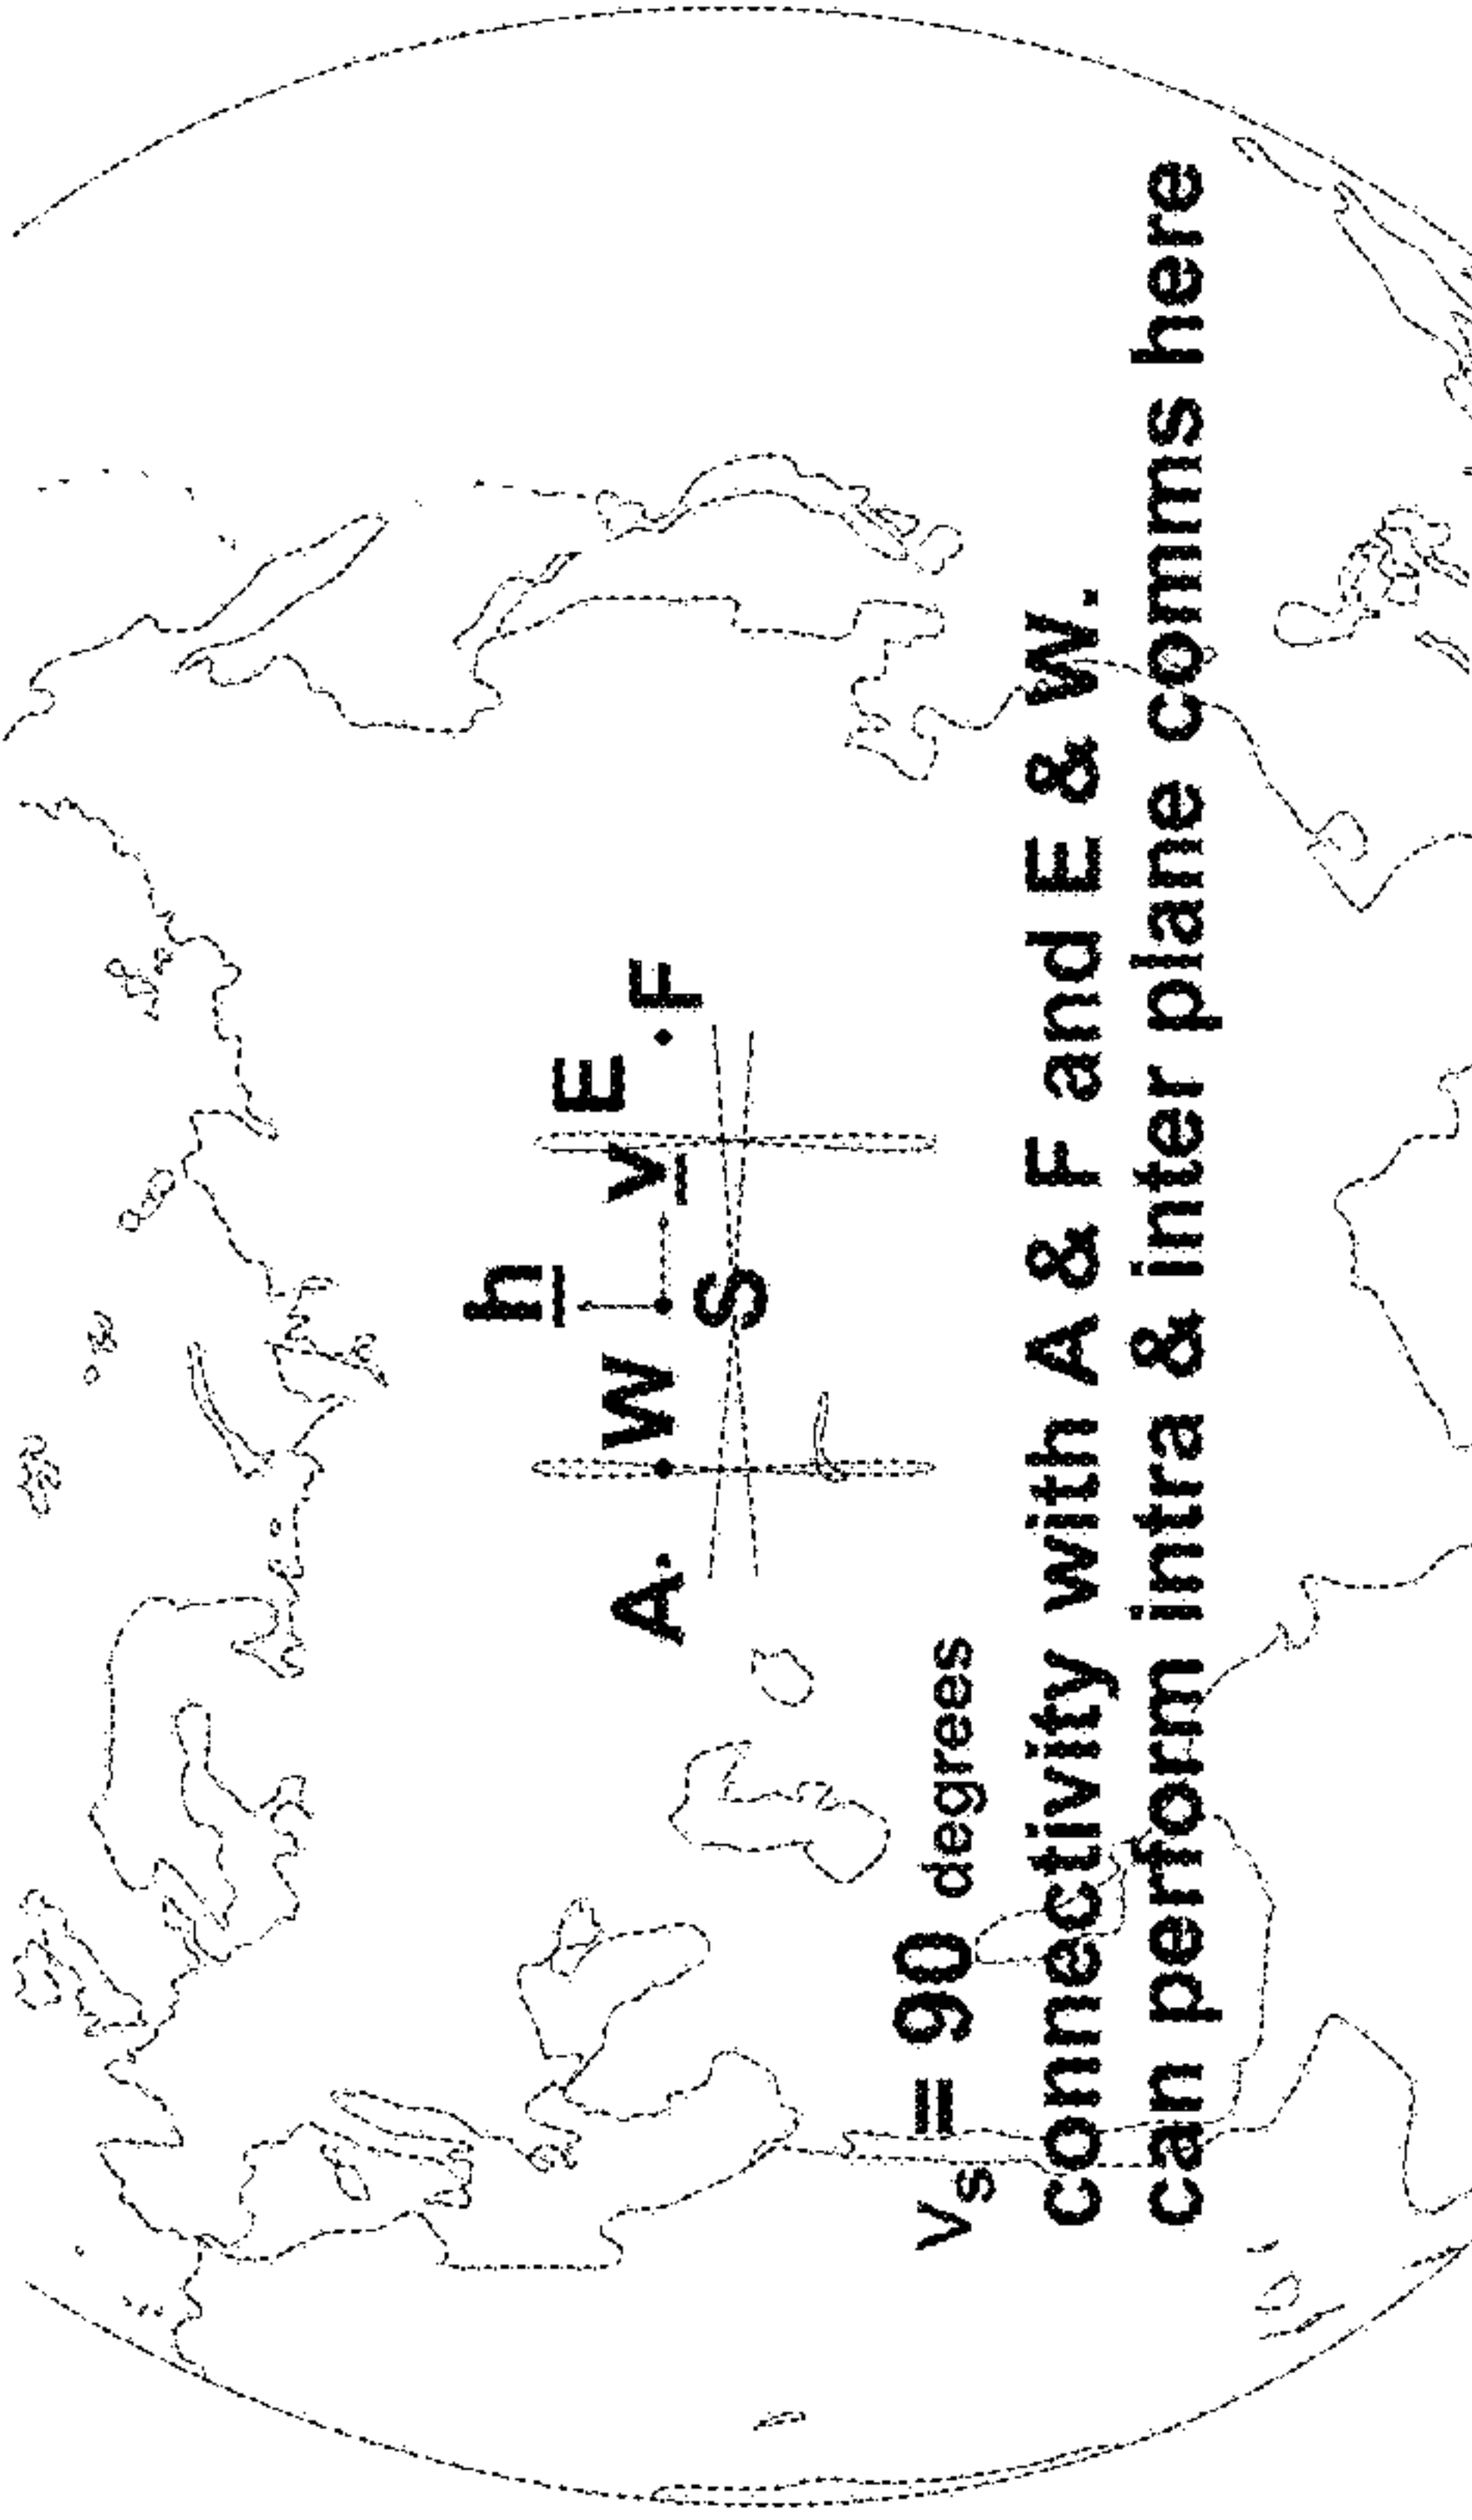 h
E
A W v F
S
vs = 90 degrees
connectivity with A & F and E & W.
can perform intra & inter plane comms here